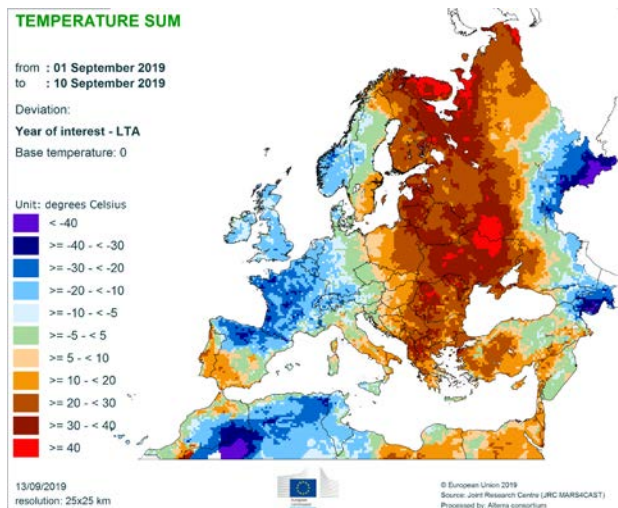 TEMPERATURE SUM
from : 01 September 2019
to : 10 September 2019
Deviation:
Year of interest - LTA
Base temperature: 0
Unit: degrees Celsius
< -40
>= -40 - < -30
>= -30 - < -20
>= -20 - < -10
>= -10 - < -5
>= -5 - < 5
>= 5 - < 10
>= 10 - < 20
>= 20 - < 30
>= 30 - < 40
>= 40
13/09/2019
resolution: 25x25 km
© European Union 2019
Source: Joint Research Centre (JRC MARS4CAST)
Processed by: Alterra consortium